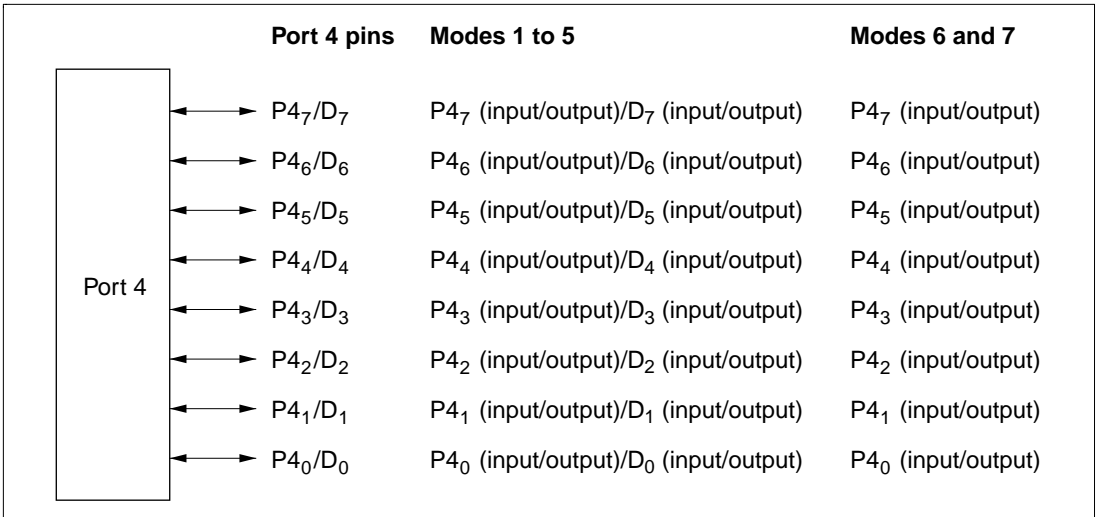 Port 4 pins Modes 1 to 5 Modes 6 and 7
P4₇/D₇ P4₇ (input/output)/D₇ (input/output) P4₇ (input/output)
P4₆/D₆ P4₆ (input/output)/D₆ (input/output) P4₆ (input/output)
P4₅/D₅ P4₅ (input/output)/D₅ (input/output) P4₅ (input/output)
P4₄/D₄ P4₄ (input/output)/D₄ (input/output) P4₄ (input/output)
Port 4
P4₃/D₃ P4₃ (input/output)/D₃ (input/output) P4₃ (input/output)
P4₂/D₂ P4₂ (input/output)/D₂ (input/output) P4₂ (input/output)
P4₁/D₁ P4₁ (input/output)/D₁ (input/output) P4₁ (input/output)
P4₀/D₀ P4₀ (input/output)/D₀ (input/output) P4₀ (input/output)